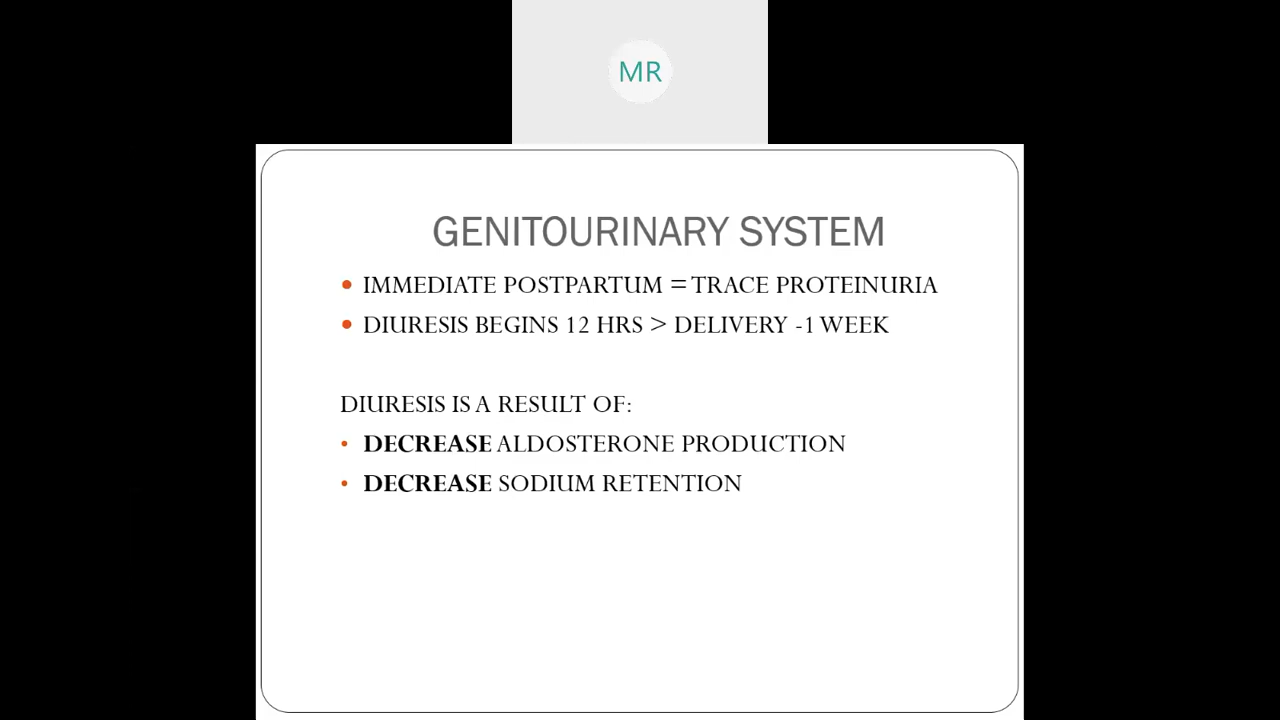 MR
GENITOURINARY SYSTEM
• IMMEDIATE POSTPARTUM = TRACE PROTEINURIA
• DIURESIS BEGINS 12 HRS > DELIVERY -1 WEEK
DIURESIS IS A RESULT OF:
• DECREASE ALDOSTERONE PRODUCTION
• DECREASE SODIUM RETENTION